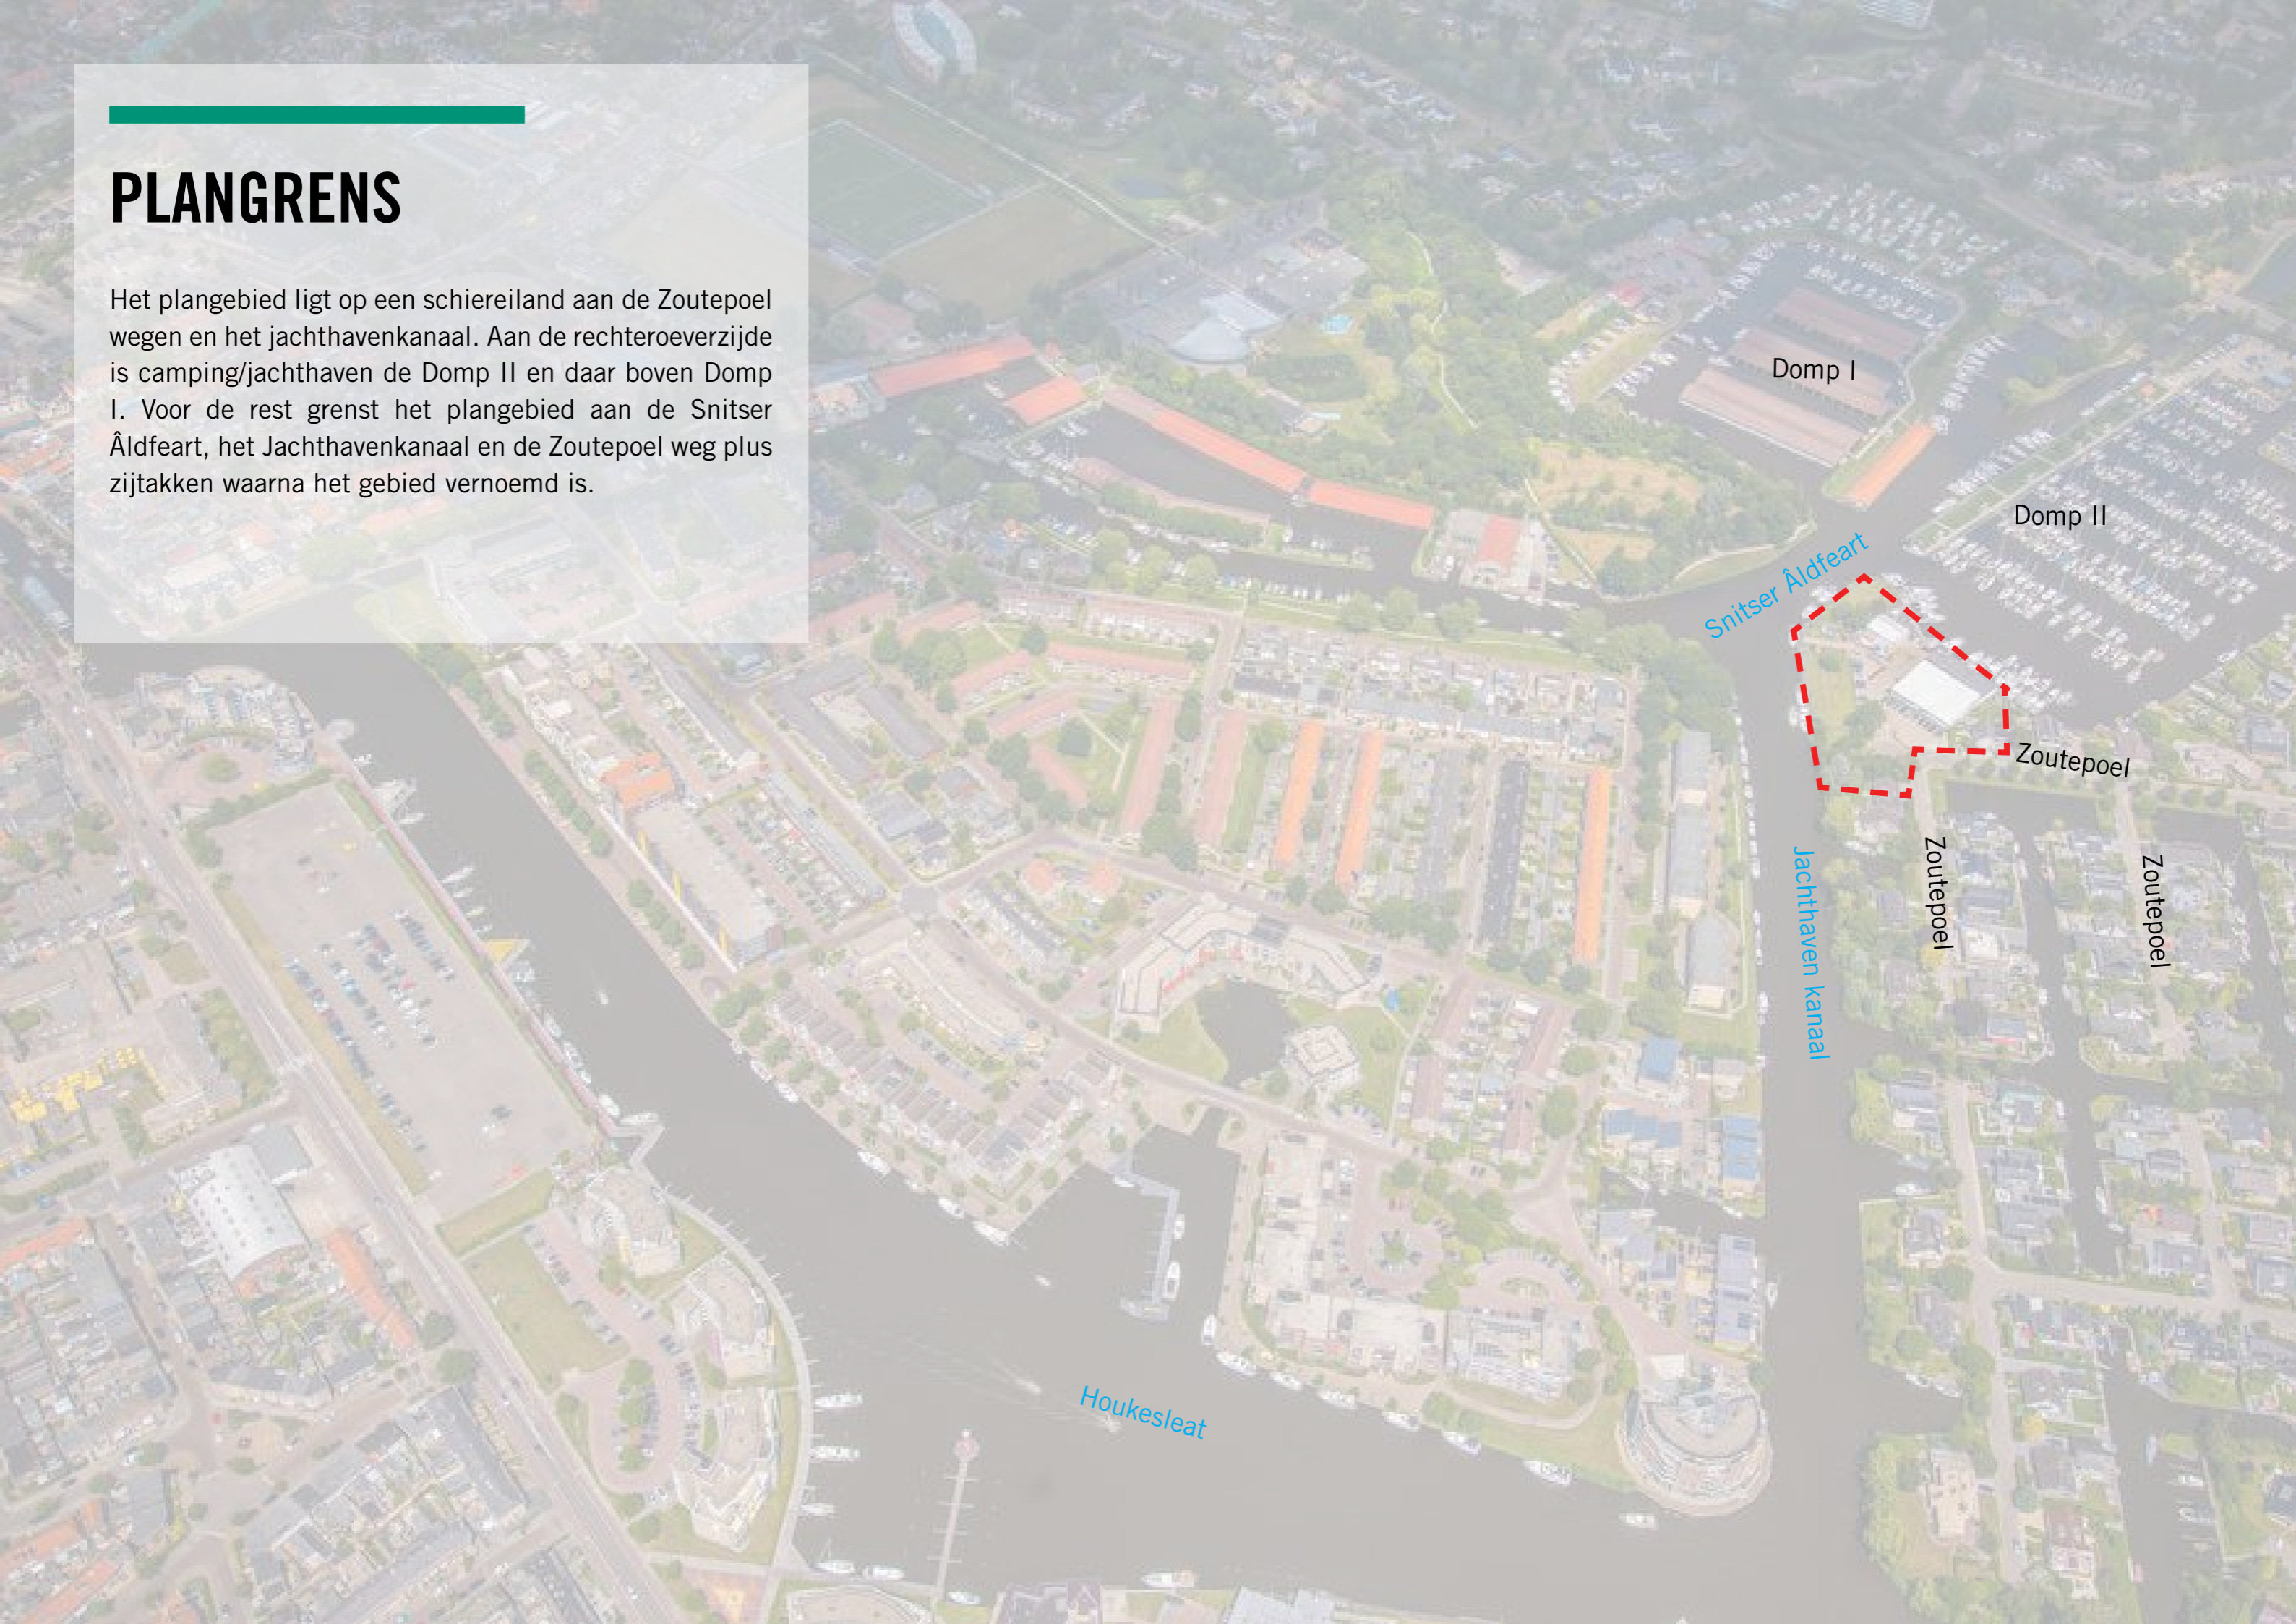 PLANGRENS
Het plangebied ligt op een schiereiland aan de Zoutepoel
wegen en het jachthavenkanaal. Aan de rechteroeverzijde
is camping/jachthaven de Domp II en daar boven Domp
I. Voor de rest grenst het plangebied aan de Snitser
Âldfeart, het Jachthavenkanaal en de Zoutepoel weg plus
zijtakken waarna het gebied vernoemd is.
Domp I
Domp II
Snitser Âldfeart
Zoutepoel
Zoutepoel
Zoutepoel
Jachthaven kanaal
Houkesleat